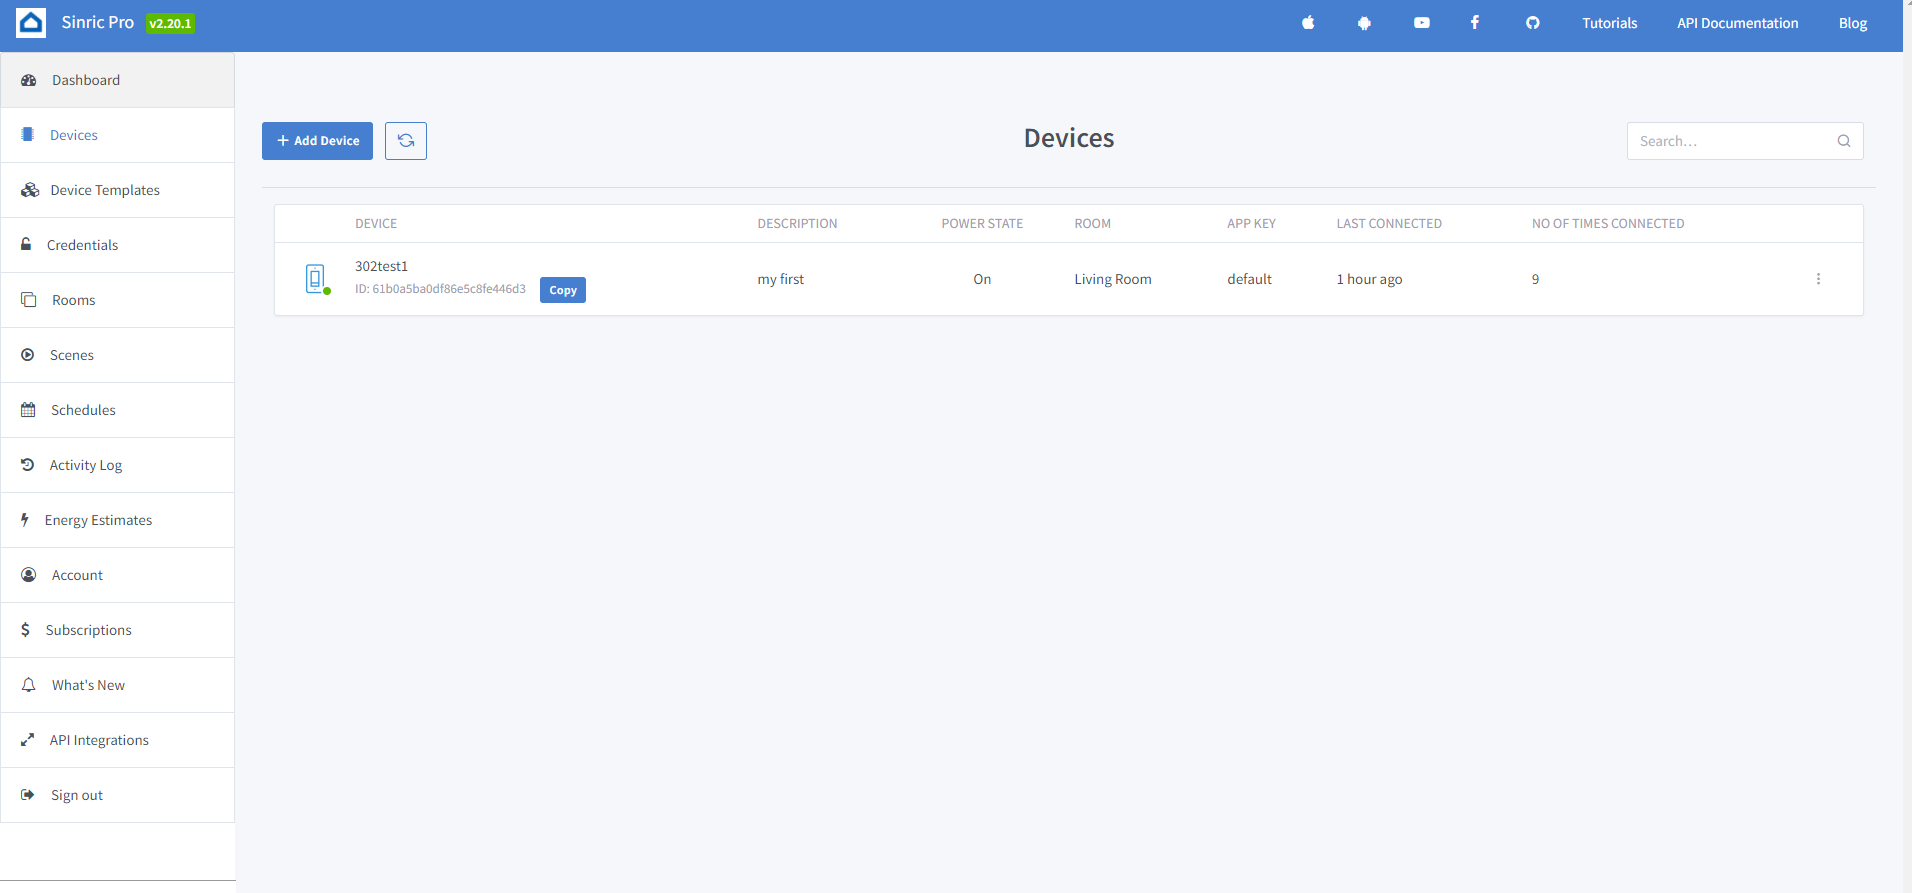 Sinric Pro v2.20.1 Tutorials API Documentation Blog
Dashboard
Devices
Device Templates
Credentials
Rooms
Scenes
Schedules
Activity Log
Energy Estimates
Account
Subscriptions
What's New
API Integrations
Sign out
Add Device Devices Search...
DEVICE DESCRIPTION POWER STATE ROOM APP KEY LAST CONNECTED NO OF TIMES CONNECTED
302test1
ID: 61b0a5ba0df86e5c8fe446d3 Copy
my first On Living Room default 1 hour ago 9